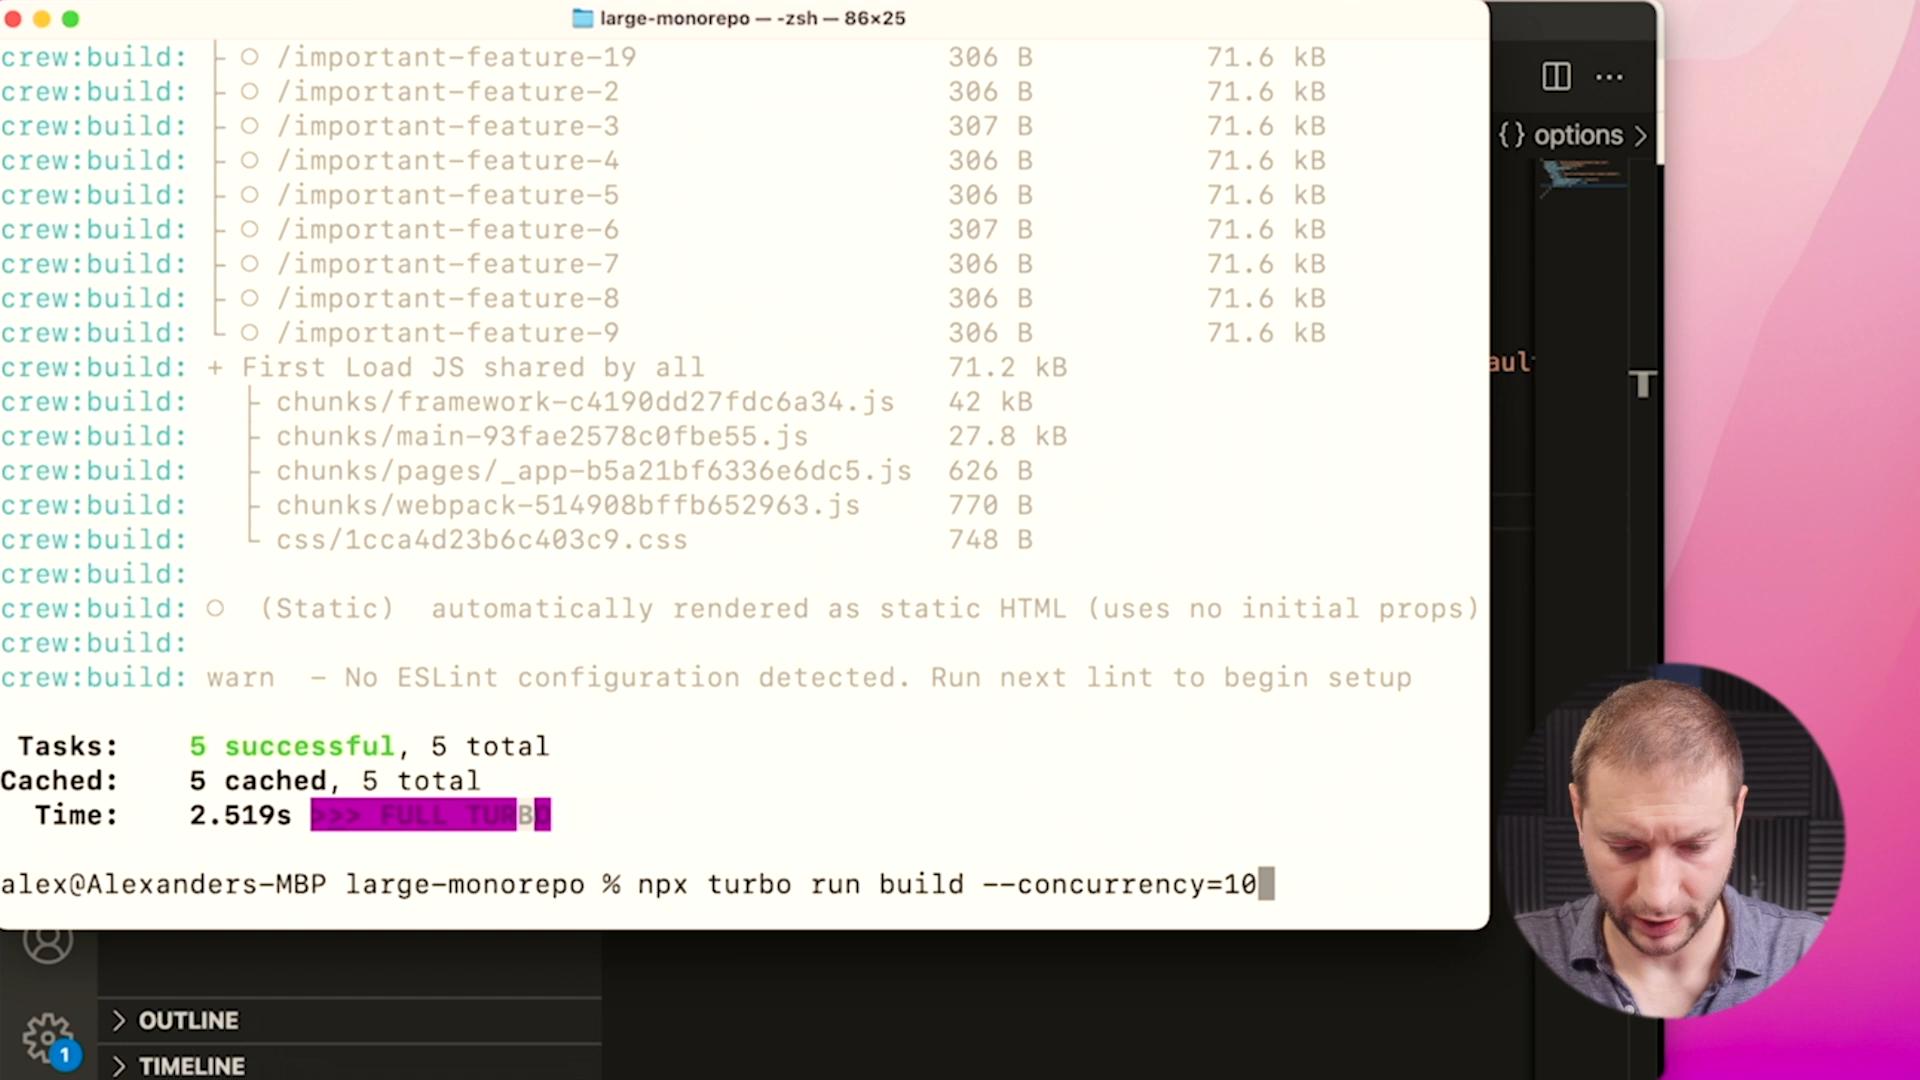 large-monorepo — -zsh — 86×25
crew:build: ├ ○ /important-feature-19 306 B 71.6 kB
crew:build: ├ ○ /important-feature-2 306 B 71.6 kB
crew:build: ├ ○ /important-feature-3 307 B 71.6 kB
crew:build: ├ ○ /important-feature-4 306 B 71.6 kB
crew:build: ├ ○ /important-feature-5 306 B 71.6 kB
crew:build: ├ ○ /important-feature-6 307 B 71.6 kB
crew:build: ├ ○ /important-feature-7 306 B 71.6 kB
crew:build: ├ ○ /important-feature-8 306 B 71.6 kB
crew:build: └ ○ /important-feature-9 306 B 71.6 kB
crew:build: + First Load JS shared by all 71.2 kB
crew:build: ├ chunks/framework-c4190dd27fdc6a34.js 42 kB
crew:build: ├ chunks/main-93fae2578c0fbe55.js 27.8 kB
crew:build: ├ chunks/pages/_app-b5a21bf6336e6dc5.js 626 B
crew:build: ├ chunks/webpack-514908bffb652963.js 770 B
crew:build: └ css/1cca4d23b6c403c9.css 748 B
crew:build:
crew:build: ○ (Static) automatically rendered as static HTML (uses no initial props)
crew:build:
crew:build: warn – No ESLint configuration detected. Run next lint to begin setup
Tasks: 5 successful, 5 total
Cached: 5 cached, 5 total
Time: 2.519s >>> FULL TURBO
alex@Alexanders-MBP large-monorepo % npx turbo run build --concurrency=10
{} options >
aul
T
1
> OUTLINE
> TIMELINE